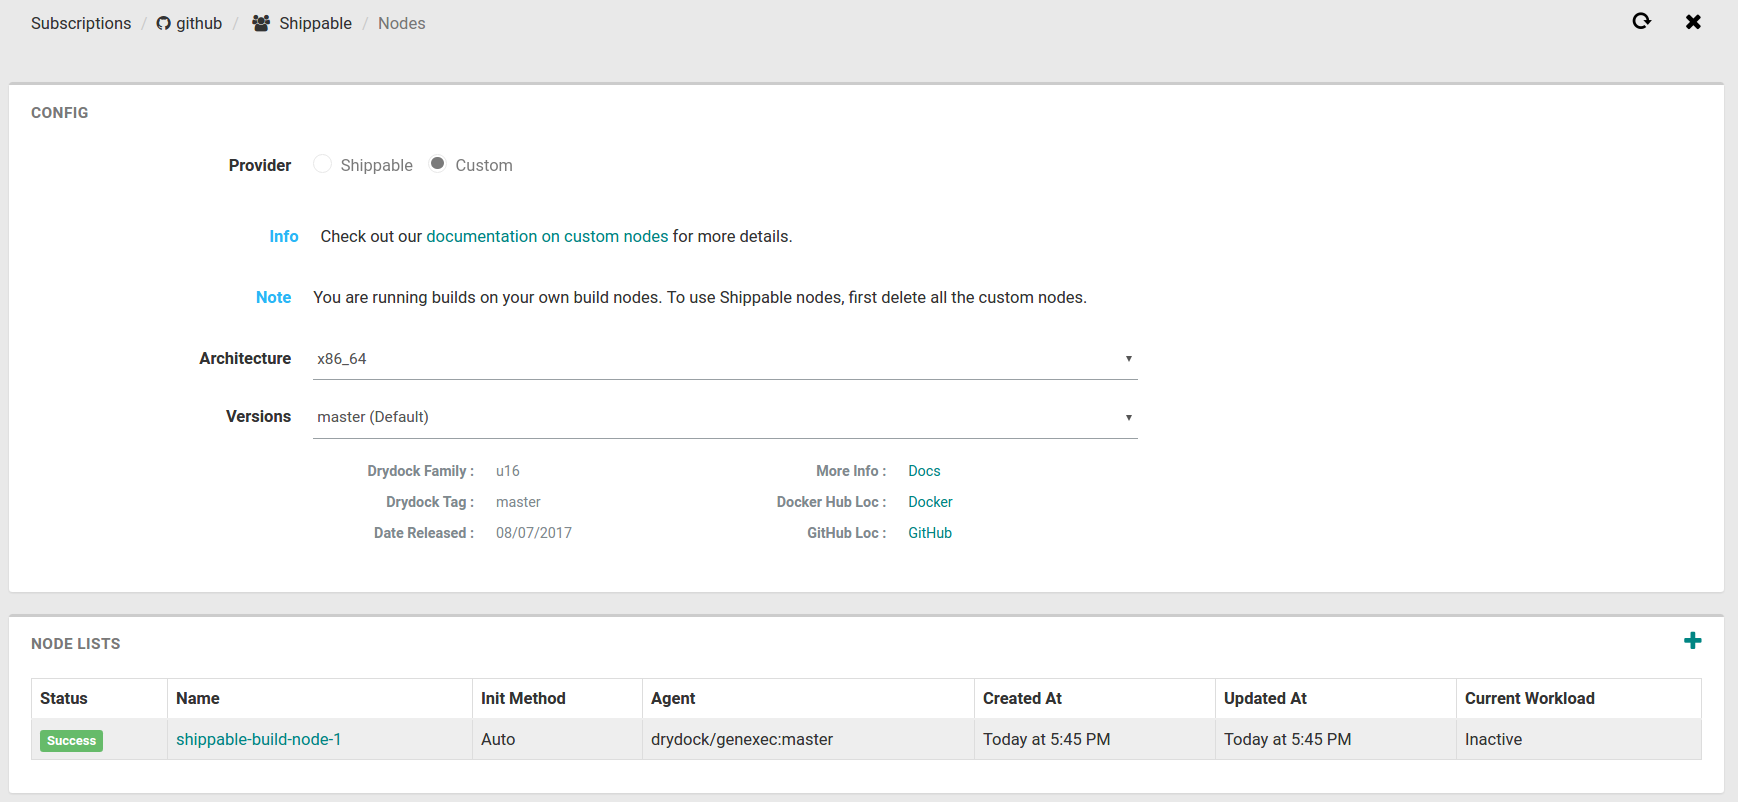 Subscriptions / github / Shippable / Nodes
CONFIG
Provider Shippable Custom
Info Check out our documentation on custom nodes for more details.
Note You are running builds on your own build nodes. To use Shippable nodes, first delete all the custom nodes.
Architecture x86_64
Versions master (Default)
Drydock Family : u16 More Info : Docs
Drydock Tag : master Docker Hub Loc : Docker
Date Released : 08/07/2017 GitHub Loc : GitHub
NODE LISTS
Status Name Init Method Agent Created At Updated At Current Workload
Success shippable-build-node-1 Auto drydock/genexec:master Today at 5:45 PM Today at 5:45 PM Inactive